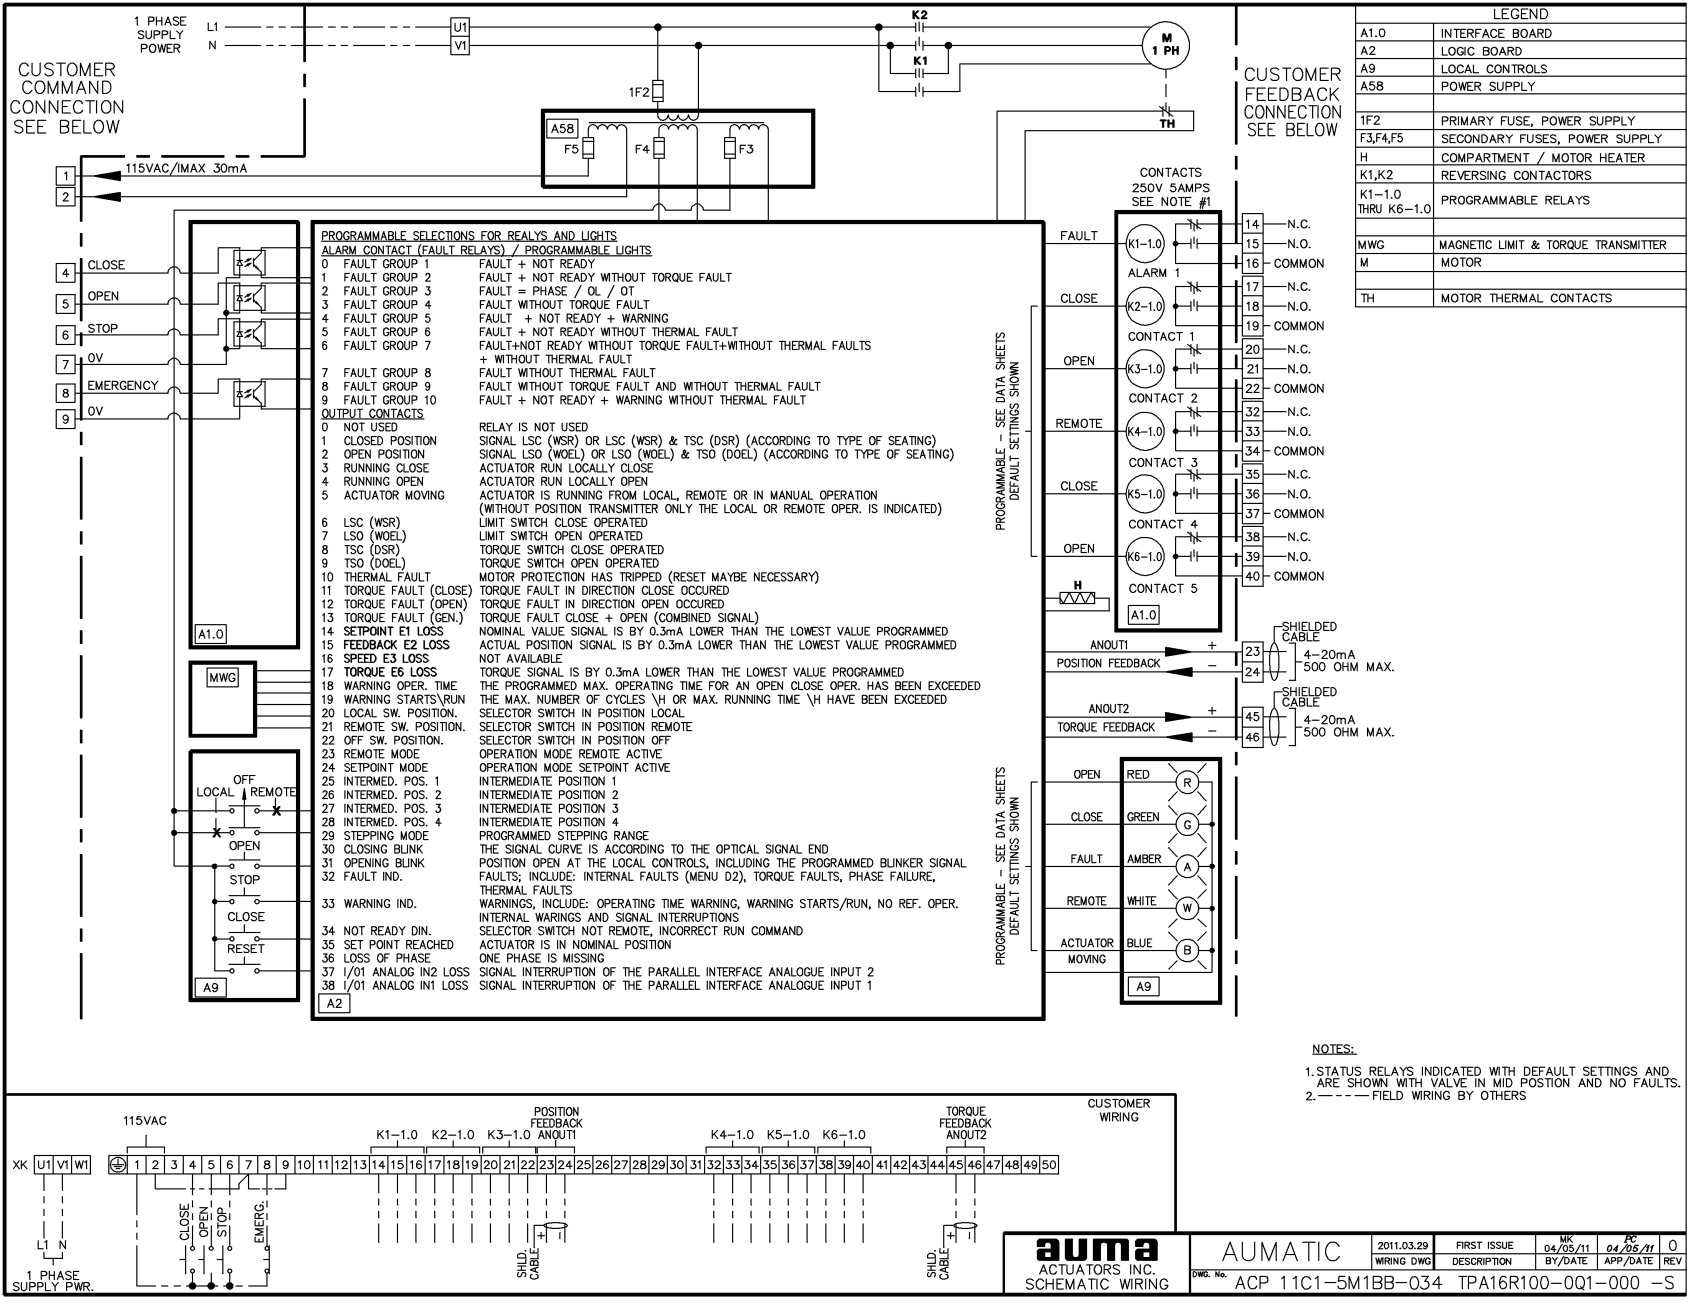 1 PHASE
SUPPLY
POWER
L1
N
U1
V1
K2
K1
M
1 PH
TH
CUSTOMER
COMMAND
CONNECTION
SEE BELOW
CUSTOMER
FEEDBACK
CONNECTION
SEE BELOW
1F2
A58
F5
F4
F3
115VAC/IMAX 30mA
1
2
LEGEND
A1.0 INTERFACE BOARD
A2 LOGIC BOARD
A9 LOCAL CONTROLS
A58 POWER SUPPLY
1F2 PRIMARY FUSE, POWER SUPPLY
F3,F4,F5 SECONDARY FUSES, POWER SUPPLY
H COMPARTMENT / MOTOR HEATER
K1,K2 REVERSING CONTACTORS
K1-1.0
THRU K6-1.0 PROGRAMMABLE RELAYS
MWG MAGNETIC LIMIT & TORQUE TRANSMITTER
M MOTOR
TH MOTOR THERMAL CONTACTS
4 CLOSE
5 OPEN
6 STOP
7 0V
8 EMERGENCY
9 0V
A1.0
MWG
OFF
LOCAL REMOTE
X
X
OPEN
STOP
CLOSE
RESET
A9
PROGRAMMABLE SELECTIONS FOR REALYS AND LIGHTS
ALARM CONTACT (FAULT RELAYS) / PROGRAMMABLE LIGHTS
0 FAULT GROUP 1 FAULT + NOT READY
1 FAULT GROUP 2 FAULT + NOT READY WITHOUT TORQUE FAULT
2 FAULT GROUP 3 FAULT = PHASE / OL / OT
3 FAULT GROUP 4 FAULT WITHOUT TORQUE FAULT
4 FAULT GROUP 5 FAULT + NOT READY + WARNING
5 FAULT GROUP 6 FAULT + NOT READY WITHOUT THERMAL FAULT
6 FAULT GROUP 7 FAULT+NOT READY WITHOUT TORQUE FAULT+WITHOUT THERMAL FAULTS
+ WITHOUT THERMAL FAULT
7 FAULT GROUP 8 FAULT WITHOUT THERMAL FAULT
8 FAULT GROUP 9 FAULT WITHOUT TORQUE FAULT AND WITHOUT THERMAL FAULT
9 FAULT GROUP 10 FAULT + NOT READY + WARNING WITHOUT THERMAL FAULT
OUTPUT CONTACTS
0 NOT USED RELAY IS NOT USED
1 CLOSED POSITION SIGNAL LSC (WSR) OR LSC (WSR) & TSC (DSR) (ACCORDING TO TYPE OF SEATING)
2 OPEN POSITION SIGNAL LSO (WOEL) OR LSO (WOEL) & TSO (DOEL) (ACCORDING TO TYPE OF SEATING)
3 RUNNING CLOSE ACTUATOR RUN LOCALLY CLOSE
4 RUNNING OPEN ACTUATOR RUN LOCALLY OPEN
5 ACTUATOR MOVING ACTUATOR IS RUNNING FROM LOCAL, REMOTE OR IN MANUAL OPERATION
(WITHOUT POSITION TRANSMITTER ONLY THE LOCAL OR REMOTE OPER. IS INDICATED)
6 LSC (WSR) LIMIT SWITCH CLOSE OPERATED
7 LSO (WOEL) LIMIT SWITCH OPEN OPERATED
8 TSC (DSR) TORQUE SWITCH CLOSE OPERATED
9 TSO (DOEL) TORQUE SWITCH OPEN OPERATED
10 THERMAL FAULT MOTOR PROTECTION HAS TRIPPED (RESET MAYBE NECESSARY)
11 TORQUE FAULT (CLOSE) TORQUE FAULT IN DIRECTION CLOSE OCCURED
12 TORQUE FAULT (OPEN) TORQUE FAULT IN DIRECTION OPEN OCCURED
13 TORQUE FAULT (GEN.) TORQUE FAULT CLOSE + OPEN (COMBINED SIGNAL)
14 SETPOINT E1 LOSS NOMINAL VALUE SIGNAL IS BY 0.3mA LOWER THAN THE LOWEST VALUE PROGRAMMED
15 FEEDBACK E2 LOSS ACTUAL POSITION SIGNAL IS BY 0.3mA LOWER THAN THE LOWEST VALUE PROGRAMMED
16 SPEED E3 LOSS NOT AVAILABLE
17 TORQUE E6 LOSS TORQUE SIGNAL IS BY 0.3mA LOWER THAN THE LOWEST VALUE PROGRAMMED
18 WARNING OPER. TIME THE PROGRAMMED MAX. OPERATING TIME FOR AN OPEN CLOSE OPER. HAS BEEN EXCEEDED
19 WARNING STARTS\RUN THE MAX. NUMBER OF CYCLES \H OR MAX. RUNNING TIME \H HAVE BEEN EXCEEDED
20 LOCAL SW. POSITION. SELECTOR SWITCH IN POSITION LOCAL
21 REMOTE SW. POSITION. SELECTOR SWITCH IN POSITION REMOTE
22 OFF SW. POSITION. SELECTOR SWITCH IN POSITION OFF
23 REMOTE MODE OPERATION MODE REMOTE ACTIVE
24 SETPOINT MODE OPERATION MODE SETPOINT ACTIVE
25 INTERMED. POS. 1 INTERMEDIATE POSITION 1
26 INTERMED. POS. 2 INTERMEDIATE POSITION 2
27 INTERMED. POS. 3 INTERMEDIATE POSITION 3
28 INTERMED. POS. 4 INTERMEDIATE POSITION 4
29 STEPPING MODE PROGRAMMED STEPPING RANGE
30 CLOSING BLINK THE SIGNAL CURVE IS ACCORDING TO THE OPTICAL SIGNAL END
31 OPENING BLINK POSITION OPEN AT THE LOCAL CONTROLS, INCLUDING THE PROGRAMMED BLINKER SIGNAL
32 FAULT IND. FAULTS; INCLUDE: INTERNAL FAULTS (MENU D2), TORQUE FAULTS, PHASE FAILURE,
THERMAL FAULTS
33 WARNING IND. WARNINGS, INCLUDE: OPERATING TIME WARNING, WARNING STARTS/RUN, NO REF. OPER.
INTERNAL WARINGS AND SIGNAL INTERRUPTIONS
34 NOT READY DIN. SELECTOR SWITCH NOT REMOTE, INCORRECT RUN COMMAND
35 SET POINT REACHED ACTUATOR IS IN NOMINAL POSITION
36 LOSS OF PHASE ONE PHASE IS MISSING
37 I/01 ANALOG IN2 LOSS SIGNAL INTERRUPTION OF THE PARALLEL INTERFACE ANALOGUE INPUT 2
38 I/01 ANALOG IN1 LOSS SIGNAL INTERRUPTION OF THE PARALLEL INTERFACE ANALOGUE INPUT 1
A2
PROGRAMMABLE - SEE DATA SHEETS
DEFAULT SETTINGS SHOWN
CONTACTS
250V 5AMPS
SEE NOTE #1
FAULT K1-1.0 14 N.C.
15 N.O.
16 COMMON
ALARM 1
CLOSE K2-1.0 17 N.C.
18 N.O.
19 COMMON
CONTACT 1
OPEN K3-1.0 20 N.C.
21 N.O.
22 COMMON
CONTACT 2
REMOTE K4-1.0 32 N.C.
33 N.O.
34 COMMON
CONTACT 3
CLOSE K5-1.0 35 N.C.
36 N.O.
37 COMMON
CONTACT 4
OPEN K6-1.0 38 N.C.
39 N.O.
40 COMMON
CONTACT 5
H
A1.0
ANOUT1 + 23
POSITION FEEDBACK - 24
SHIELDED
CABLE
4-20mA
500 OHM MAX.
ANOUT2 + 45
TORQUE FEEDBACK - 46
SHIELDED
CABLE
4-20mA
500 OHM MAX.
PROGRAMMABLE - SEE DATA SHEETS
DEFAULT SETTINGS SHOWN
OPEN RED R
CLOSE GREEN G
FAULT AMBER A
REMOTE WHITE W
ACTUATOR BLUE B
MOVING
A9
NOTES:
1. STATUS RELAYS INDICATED WITH DEFAULT SETTINGS AND
ARE SHOWN WITH VALVE IN MID POSTION AND NO FAULTS.
2. ----- FIELD WIRING BY OTHERS
CUSTOMER
WIRING
115VAC
K1-1.0 K2-1.0 K3-1.0
POSITION
FEEDBACK
ANOUT1
K4-1.0 K5-1.0 K6-1.0
TORQUE
FEEDBACK
ANOUT2
XK U1 V1 W1 1 2 3 4 5 6 7 8 9 10 11 12 13 14 15 16 17 18 19 20 21 22 23 24 25 26 27 28 29 30 31 32 33 34 35 36 37 38 39 40 41 42 43 44 45 46 47 48 49 50
CLOSE
OPEN
STOP
EMERG.
L1 N
1 PHASE
SUPPLY PWR.
+ -
SHLD.
CABLE
+ -
SHLD.
CABLE
auma
ACTUATORS INC.
SCHEMATIC WIRING
AUMATIC
2011.03.29 FIRST ISSUE MK 04/05/11 PC 04/05/11 0
WIRING DWG DESCRIPTION BY/DATE APP/DATE REV
DWG. No. ACP 11C1-5M1BB-034 TPA16R100-0Q1-000 -S